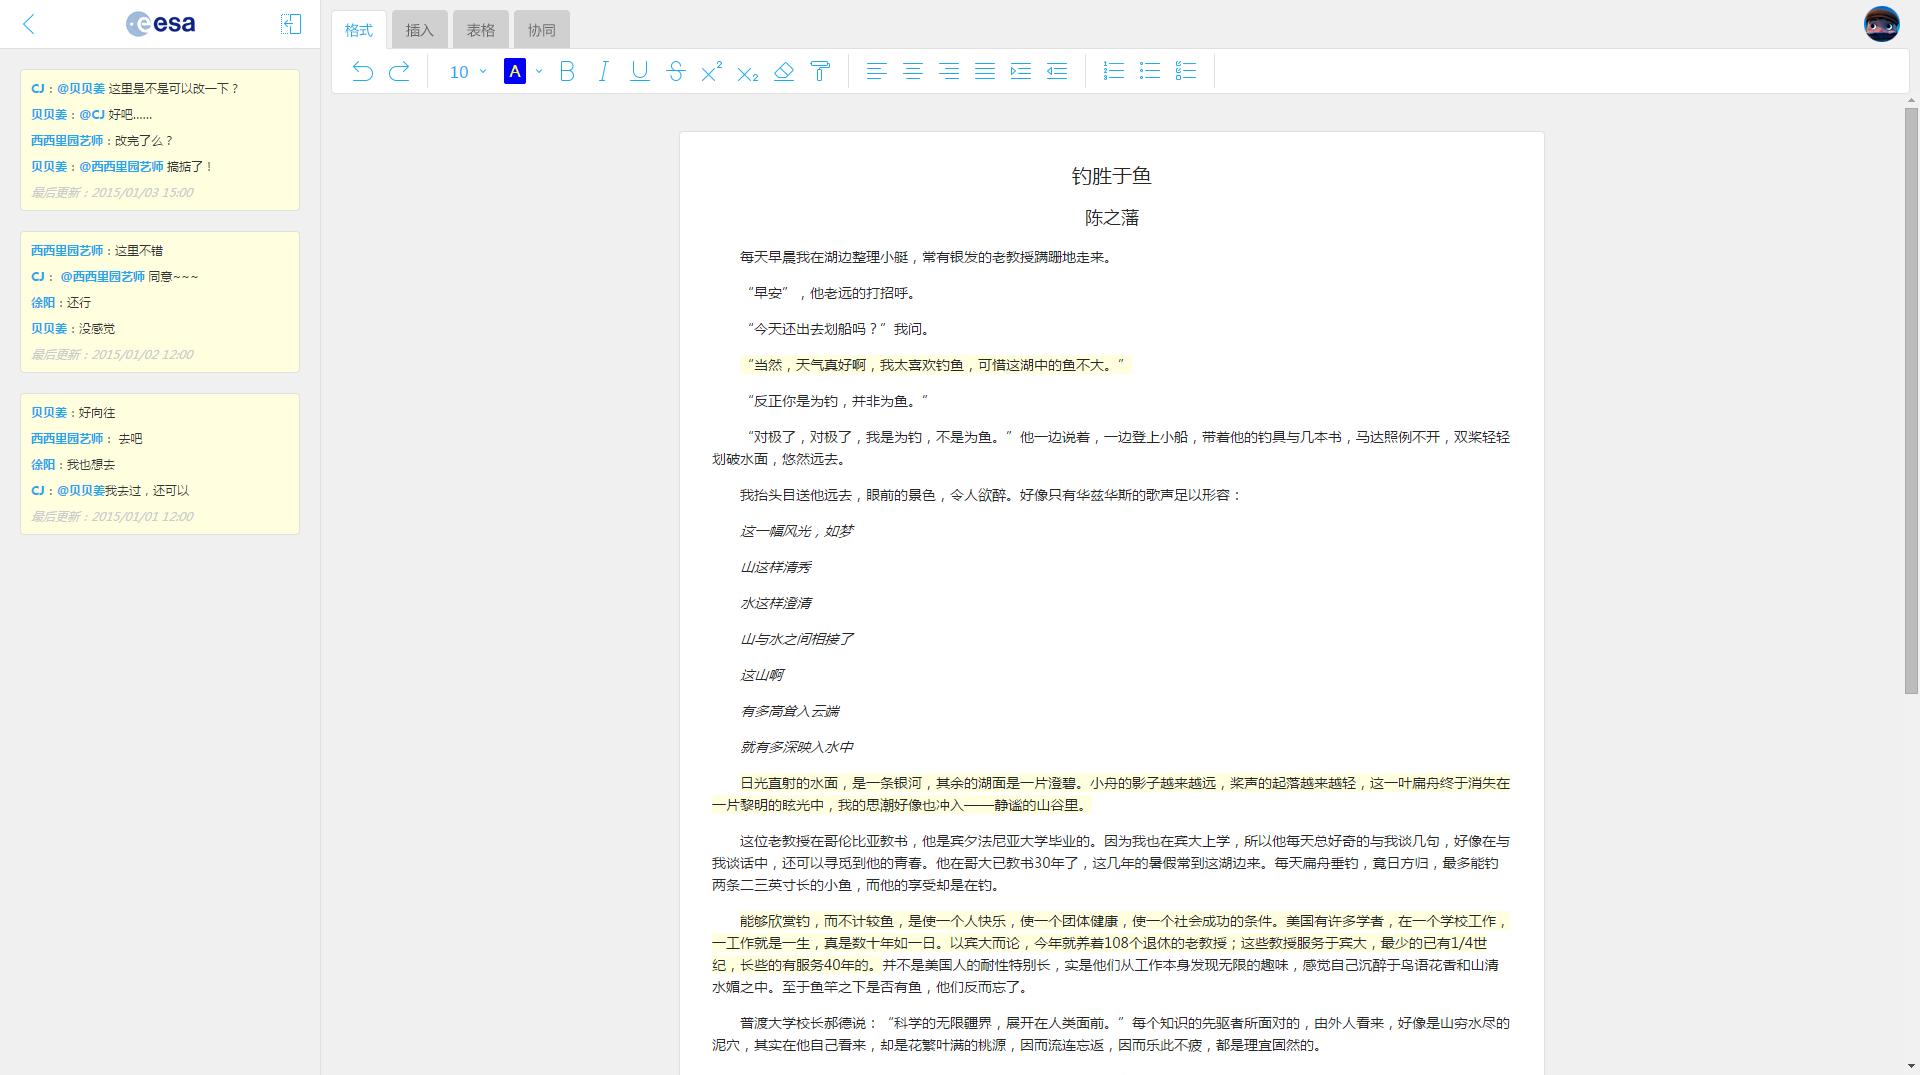 esa
CJ：@贝贝姜 这里是不是可以改一下？
贝贝姜：@CJ 好吧......
西西里园艺师：改完了么？
贝贝姜：@西西里园艺师 搞掂了！
最后更新：2015/01/03 15:00
西西里园艺师：这里不错
CJ： @西西里园艺师 同意~~~
徐阳：还行
贝贝姜：没感觉
最后更新：2015/01/02 12:00
贝贝姜：好向往
西西里园艺师： 去吧
徐阳：我也想去
CJ：@贝贝姜我去过，还可以
最后更新：2015/01/01 12:00
格式 插入 表格 协同
10 A B I U S X² X₂
钓胜于鱼
陈之藩
每天早晨我在湖边整理小艇，常有银发的老教授蹒跚地走来。
“早安”，他老远的打招呼。
“今天还出去划船吗？”我问。
“当然，天气真好啊，我太喜欢钓鱼，可惜这湖中的鱼不大。”
“反正你是为钓，并非为鱼。”
“对极了，对极了，我是为钓，不是为鱼。”他一边说着，一边登上小船，带着他的钓具与几本书，马达照例不开，双桨轻轻
划破水面，悠然远去。
我抬头目送他远去，眼前的景色，令人欲醉。好像只有华兹华斯的歌声足以形容：
这一幅风光，如梦
山这样清秀
水这样澄清
山与水之间相接了
这山啊
有多高耸入云端
就有多深映入水中
日光直射的水面，是一条银河，其余的湖面是一片澄碧。小舟的影子越来越远，桨声的起落越来越轻，这一叶扁舟终于消失在
一片黎明的眩光中，我的思潮好像也冲入——静谧的山谷里。
这位老教授在哥伦比亚教书，他是宾夕法尼亚大学毕业的。因为我也在宾大上学，所以他每天总好奇的与我谈几句，好像在与
我谈话中，还可以寻觅到他的青春。他在哥大已教书30年了，这几年的暑假常到这湖边来。每天扁舟垂钓，竟日方归，最多能钓
两条二三英寸长的小鱼，而他的享受却是在钓。
能够欣赏钓，而不计较鱼，是使一个人快乐，使一个团体健康，使一个社会成功的条件。美国有许多学者，在一个学校工作，
一工作就是一生，真是数十年如一日。以宾大而论，今年就养着108个退休的老教授；这些教授服务于宾大，最少的已有1/4世
纪，长些的有服务40年的。并不是美国人的耐性特别长，实是他们从工作本身发现无限的趣味，感觉自己沉醉于鸟语花香和山清
水媚之中。至于鱼竿之下是否有鱼，他们反而忘了。
普渡大学校长郝德说：“科学的无限疆界，展开在人类面前。”每个知识的先驱者所面对的，由外人看来，好像是山穷水尽的
泥穴，其实在他自己看来，却是花繁叶满的桃源，因而流连忘返，因而乐此不疲，都是理宜固然的。